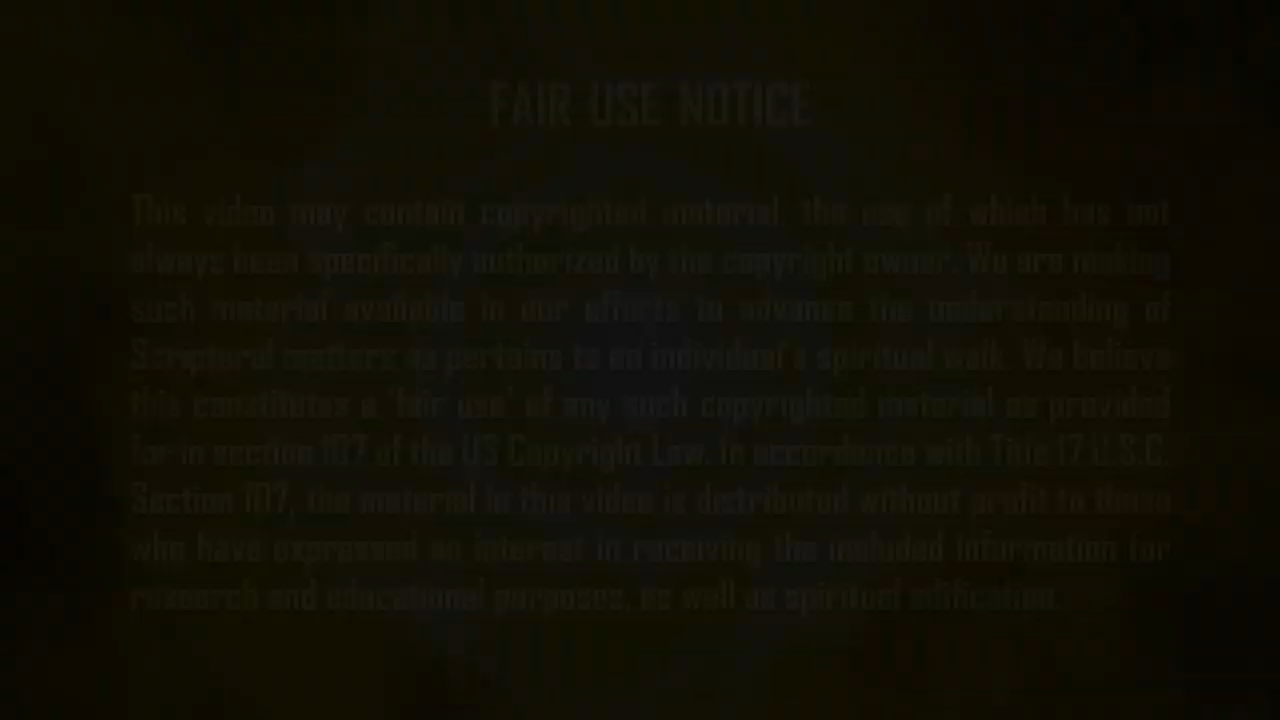 FAIR USE NOTICE
This video may contain copyrighted material, the use of which has not
always been specifically authorized by the copyright owner. We are making
such material available in our efforts to advance the understanding of
Scriptural matters as pertains to an individual's spiritual walk. We believe
this constitutes a 'fair use' of any such copyrighted material as provided
for in section 107 of the US Copyright Law. In accordance with Title 17 U.S.C.
Section 107, the material in this video is distributed without profit to those
who have expressed an interest in receiving the included information for
research and educational purposes, as well as spiritual edification.